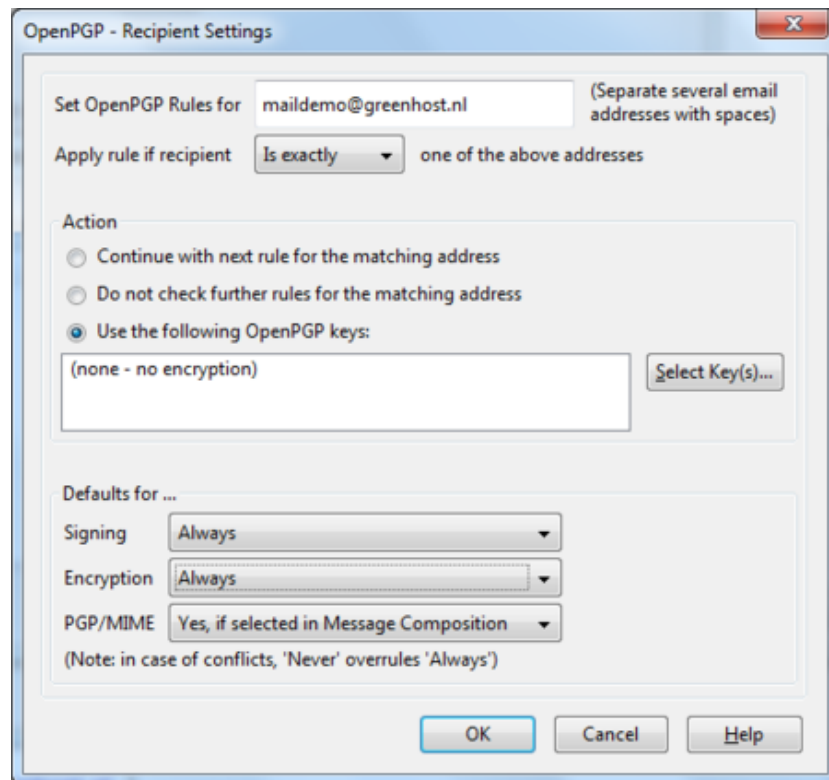 OpenPGP - Recipient Settings
Set OpenPGP Rules for maildemo@greenhost.nl (Separate several email
addresses with spaces)
Apply rule if recipient Is exactly one of the above addresses
Action
Continue with next rule for the matching address
Do not check further rules for the matching address
Use the following OpenPGP keys:
(none - no encryption) Select Key(s)...
Defaults for ...
Signing Always
Encryption Always
PGP/MIME Yes, if selected in Message Composition
(Note: in case of conflicts, 'Never' overrules 'Always')
OK Cancel Help